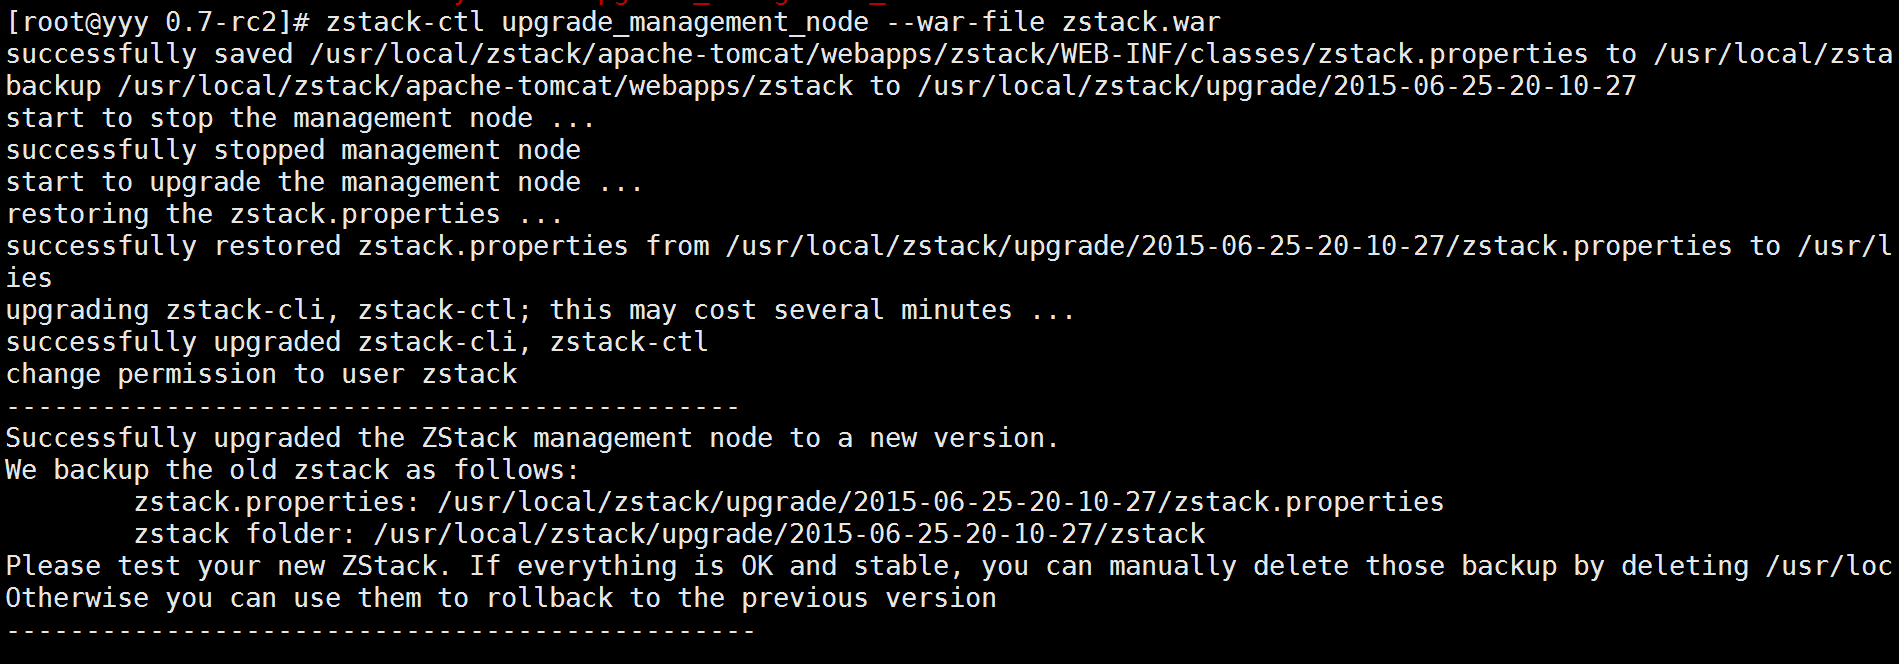 [root@yyy 0.7-rc2]# zstack-ctl upgrade_management_node --war-file zstack.war
successfully saved /usr/local/zstack/apache-tomcat/webapps/zstack/WEB-INF/classes/zstack.properties to /usr/local/zsta
backup /usr/local/zstack/apache-tomcat/webapps/zstack to /usr/local/zstack/upgrade/2015-06-25-20-10-27
start to stop the management node ...
successfully stopped management node
start to upgrade the management node ...
restoring the zstack.properties ...
successfully restored zstack.properties from /usr/local/zstack/upgrade/2015-06-25-20-10-27/zstack.properties to /usr/l
ies
upgrading zstack-cli, zstack-ctl; this may cost several minutes ...
successfully upgraded zstack-cli, zstack-ctl
change permission to user zstack
----------------------------------------------
Successfully upgraded the ZStack management node to a new version.
We backup the old zstack as follows:
        zstack.properties: /usr/local/zstack/upgrade/2015-06-25-20-10-27/zstack.properties
        zstack folder: /usr/local/zstack/upgrade/2015-06-25-20-10-27/zstack
Please test your new ZStack. If everything is OK and stable, you can manually delete those backup by deleting /usr/loc
Otherwise you can use them to rollback to the previous version
-----------------------------------------------